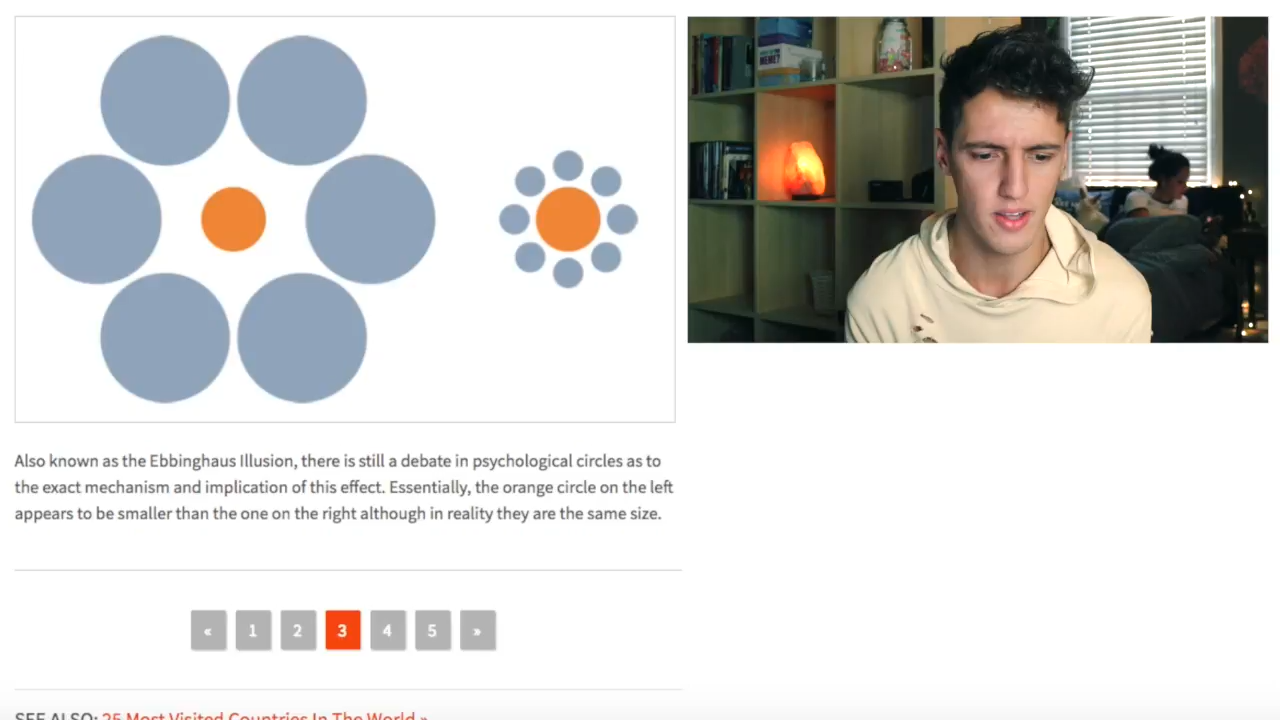 Also known as the Ebbinghaus Illusion, there is still a debate in psychological circles as to
the exact mechanism and implication of this effect. Essentially, the orange circle on the left
appears to be smaller than the one on the right although in reality they are the same size.
« 1 2 3 4 5 »
SEE ALSO: 25 Most Visited Countries In The World »